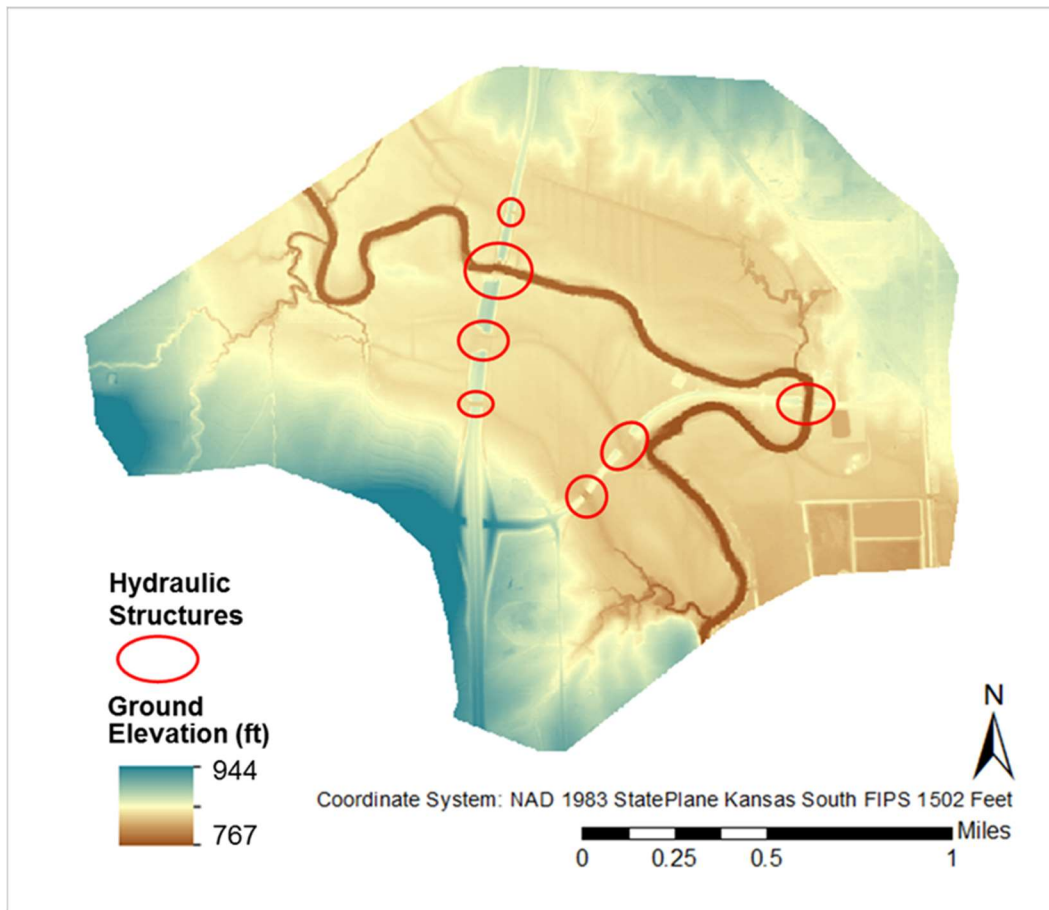 Hydraulic
Structures
Ground
Elevation (ft)
944
767
N
Coordinate System: NAD 1983 StatePlane Kansas South FIPS 1502 Feet
Miles
0 0.25 0.5 1